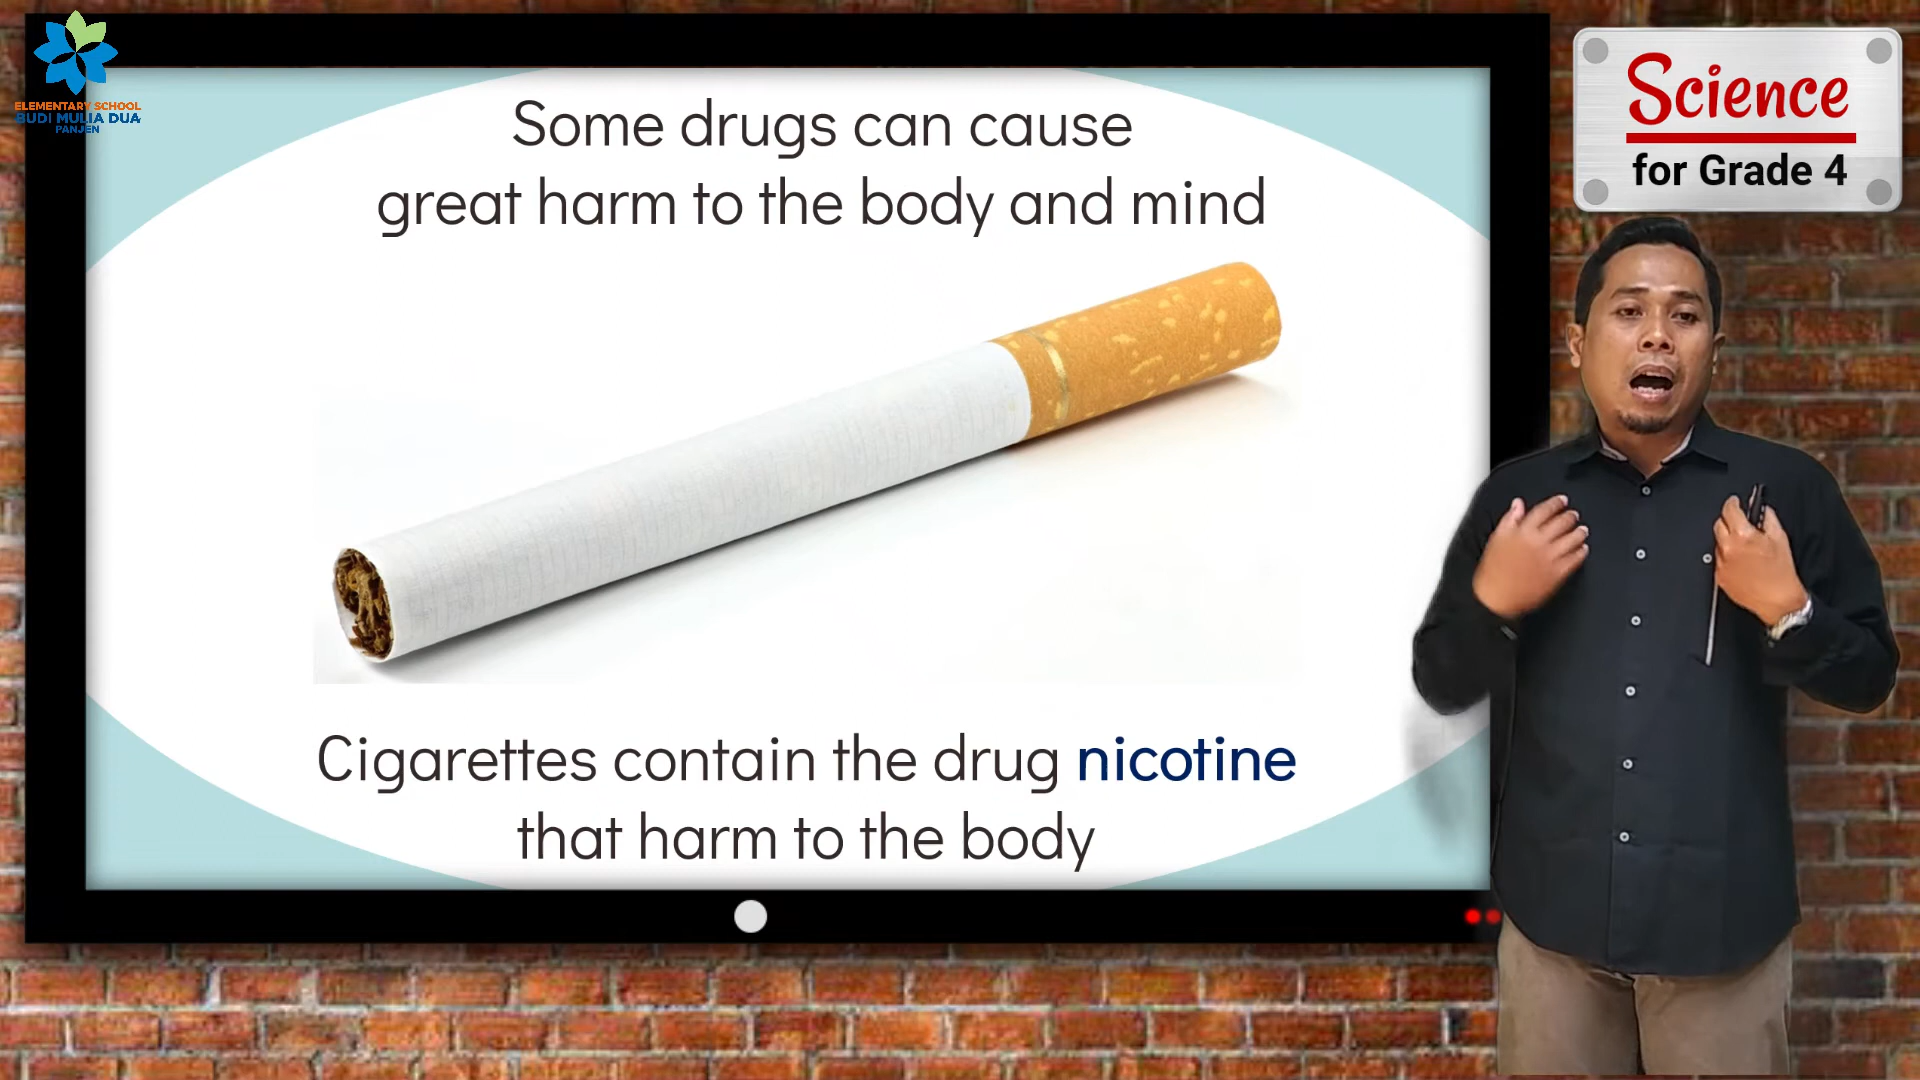 ELEMENTARY SCHOOL
BUDI MULIA DUA
PANJEN
Some drugs can cause
great harm to the body and mind
Cigarettes contain the drug nicotine
that harm to the body
Science
for Grade 4